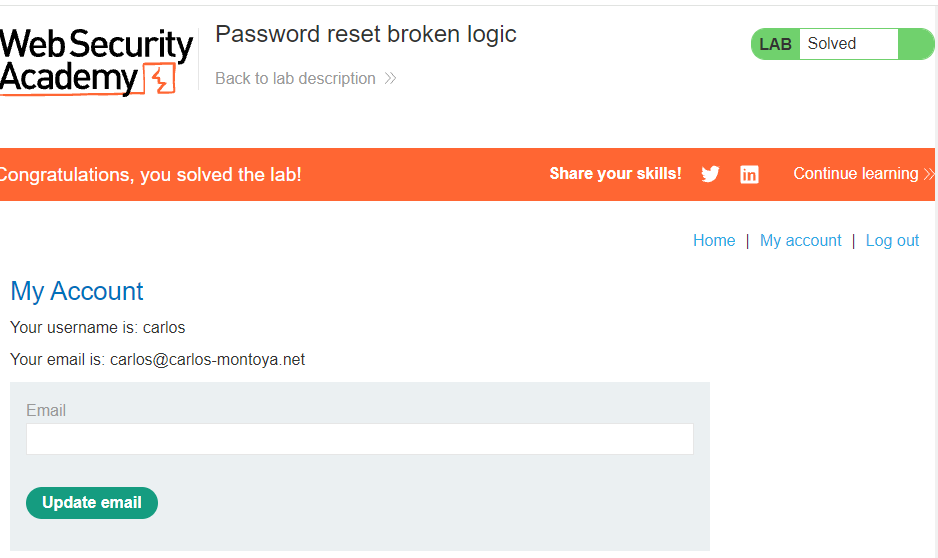 Web Security
Academy
Password reset broken logic
Back to lab description
LAB Solved
Congratulations, you solved the lab!
Share your skills!
Continue learning
Home | My account | Log out
My Account
Your username is: carlos
Your email is: carlos@carlos-montoya.net
Email
Update email